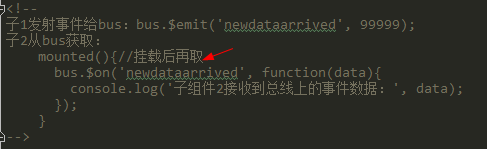 <!--
子1发射事件给bus：bus.$emit('newdataarrived', 99999);
子2从bus获取：
mounted(){//挂载后再取
bus.$on('newdataarrived', function(data){
console.log('子组件2接收到总线上的事件数据：', data);
});
}
-->